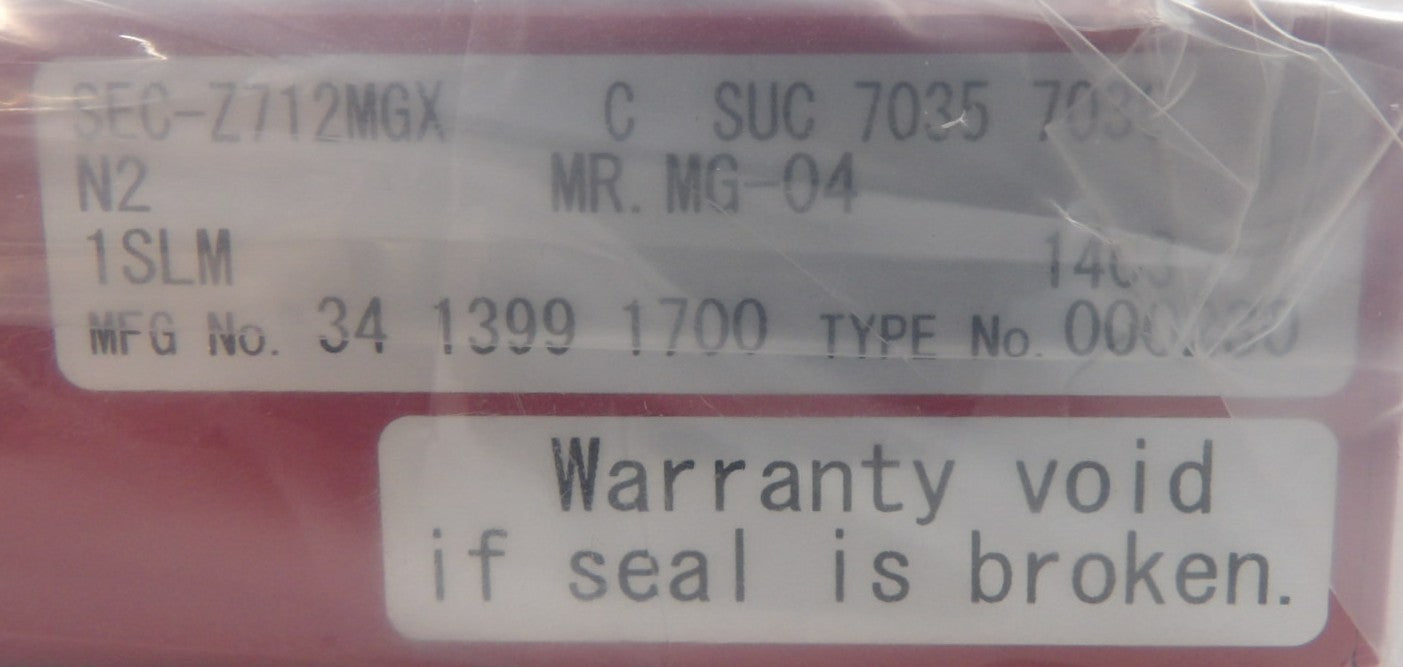 SEC-Z712MGX C SUC 7035
N2 MR. MG-04
1SLM
MFG No. 34 1399 1700 TYPE No.
Warranty void
if seal is broken.